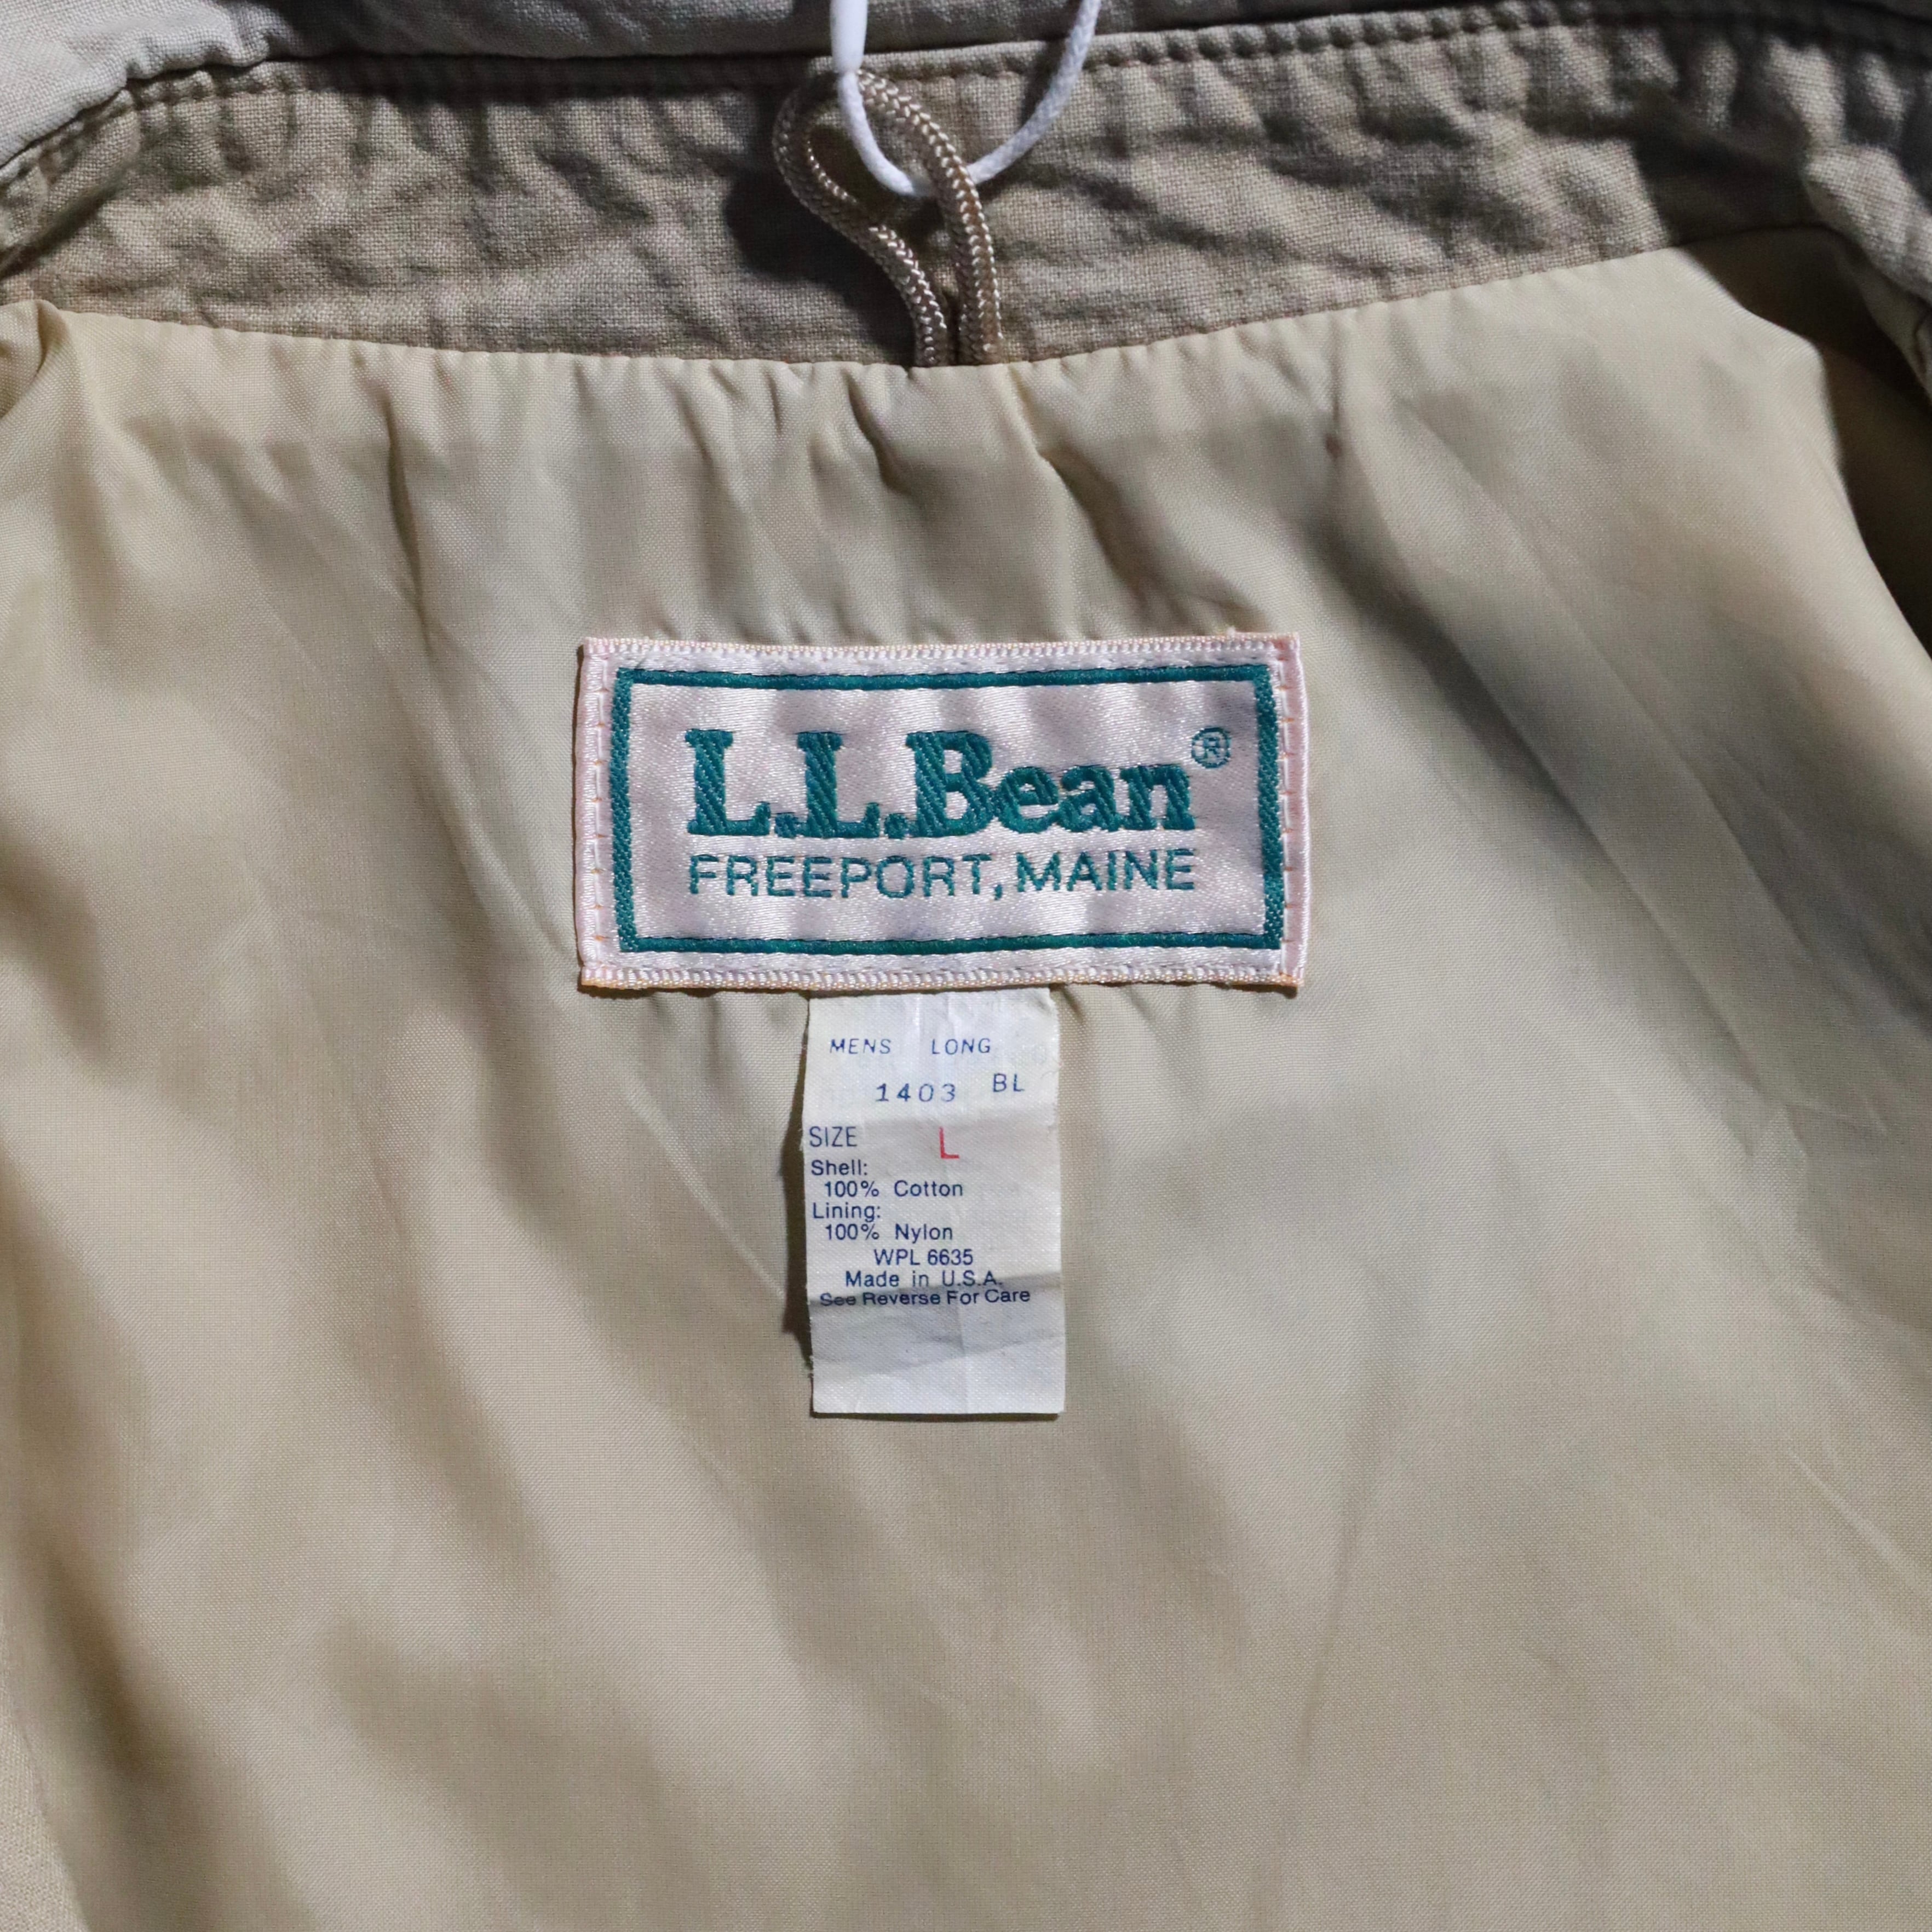 L.L.Bean®
FREEPORT, MAINE
MENS LONG
1403 BL
SIZE L
Shell:
100% Cotton
Lining:
100% Nylon
WPL 6635
Made in U.S.A.
See Reverse For Care